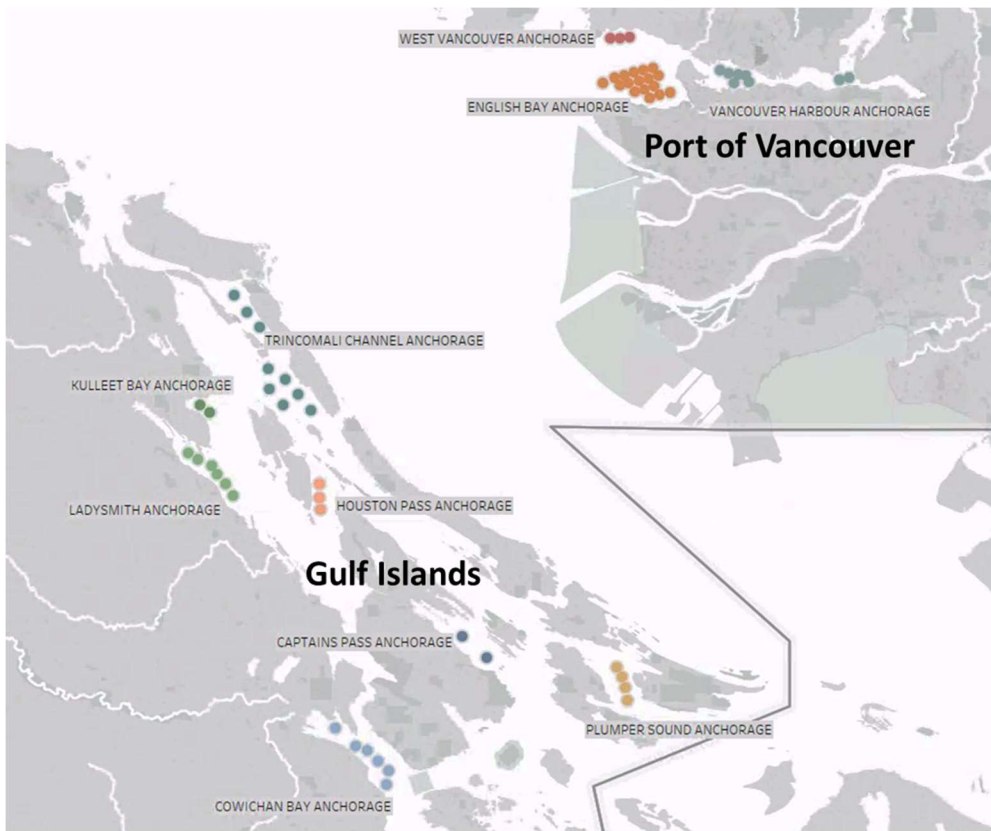 WEST VANCOUVER ANCHORAGE
ENGLISH BAY ANCHORAGE
VANCOUVER HARBOUR ANCHORAGE
Port of Vancouver
TRINCOMALI CHANNEL ANCHORAGE
KULLEET BAY ANCHORAGE
LADYSMITH ANCHORAGE
HOUSTON PASS ANCHORAGE
Gulf Islands
CAPTAINS PASS ANCHORAGE
PLUMPER SOUND ANCHORAGE
COWICHAN BAY ANCHORAGE